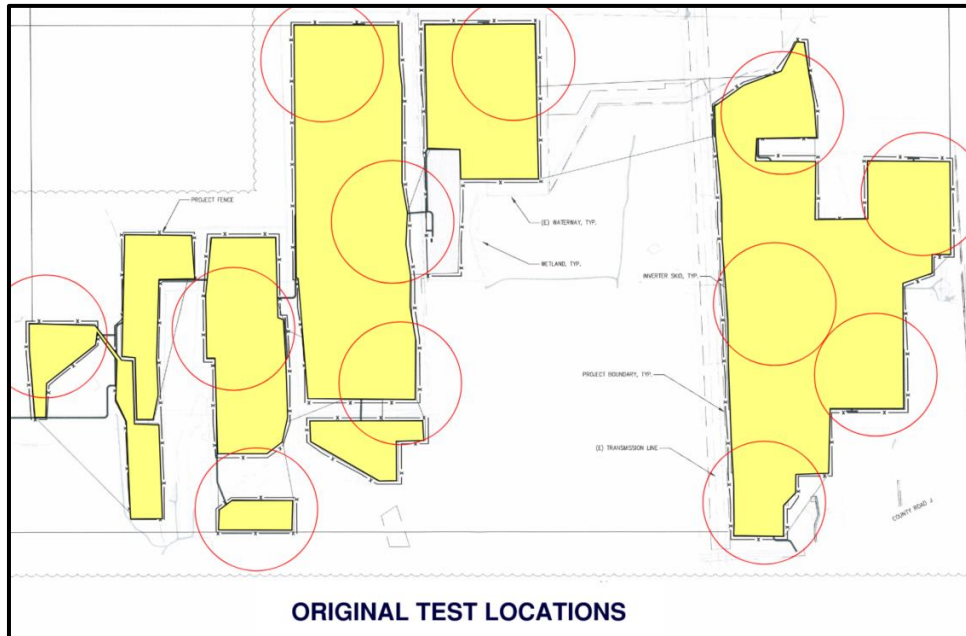 PROJECT FENCE
(E) WATERWAY, TYP.
WETLAND, TYP.
INVERTER SKID, TYP.
PROJECT BOUNDARY, TYP.
(E) TRANSMISSION LINE
COUNTY ROAD J
ORIGINAL TEST LOCATIONS